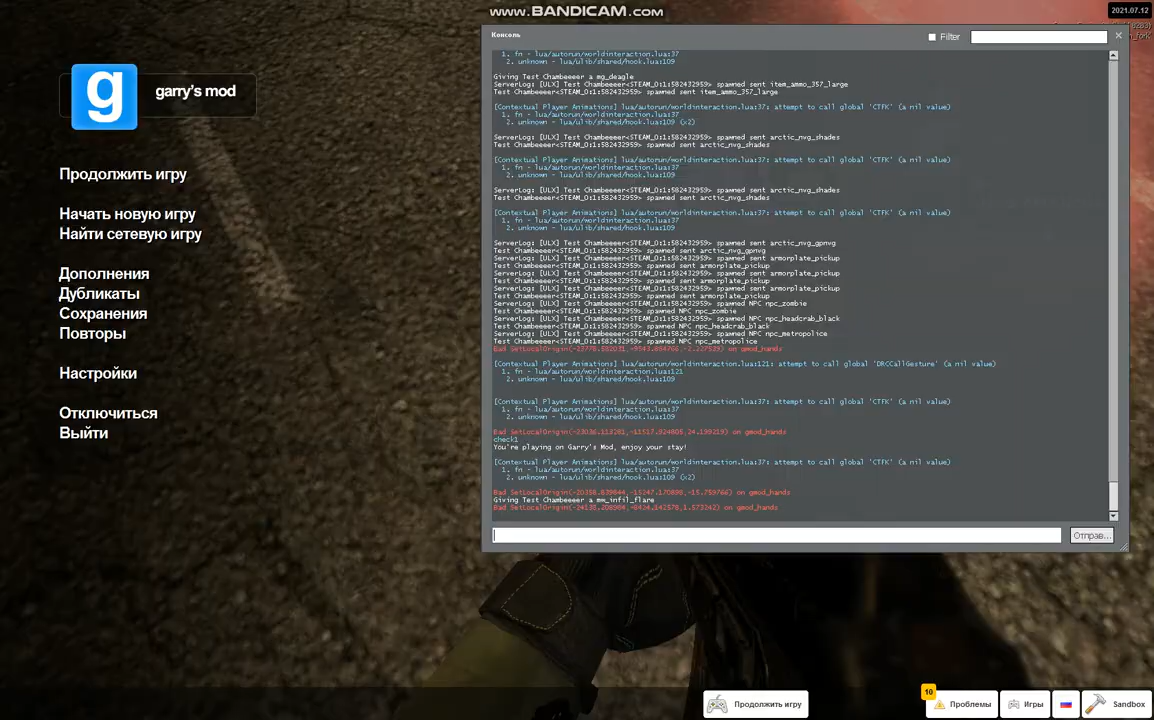 www.BANDICAM.com
2021.07.12
Консоль
Filter
garry's mod
Продолжить игру
Начать новую игру
Найти сетевую игру
Дополнения
Дубликаты
Сохранения
Повторы
Настройки
Отключиться
Выйти
1. fn - lua/autorun/worldinteraction.lua:37
2. unknown - lua/ulib/shared/hook.lua:109
Giving Test Chambeeeer a mg_deagle
ServerLog: [ULX] Test Chambeeeer<STEAM_0:1:582432959> spawned sent item_ammo_357_large
Test Chambeeeer<STEAM_0:1:582432959> spawned sent item_ammo_357_large
[Contextual Player Animations] lua/autorun/worldinteraction.lua:37: attempt to call global 'CTFK' (a nil value)
1. fn - lua/autorun/worldinteraction.lua:37
2. unknown - lua/ulib/shared/hook.lua:109 (x2)
ServerLog: [ULX] Test Chambeeeer<STEAM_0:1:582432959> spawned sent arctic_nvg_shades
Test Chambeeeer<STEAM_0:1:582432959> spawned sent arctic_nvg_shades
[Contextual Player Animations] lua/autorun/worldinteraction.lua:37: attempt to call global 'CTFK' (a nil value)
1. fn - lua/autorun/worldinteraction.lua:37
2. unknown - lua/ulib/shared/hook.lua:109
ServerLog: [ULX] Test Chambeeeer<STEAM_0:1:582432959> spawned sent arctic_nvg_shades
Test Chambeeeer<STEAM_0:1:582432959> spawned sent arctic_nvg_shades
[Contextual Player Animations] lua/autorun/worldinteraction.lua:37: attempt to call global 'CTFK' (a nil value)
1. fn - lua/autorun/worldinteraction.lua:37
2. unknown - lua/ulib/shared/hook.lua:109
ServerLog: [ULX] Test Chambeeeer<STEAM_0:1:582432959> spawned sent arctic_nvg_gpnvg
Test Chambeeeer<STEAM_0:1:582432959> spawned sent arctic_nvg_gpnvg
ServerLog: [ULX] Test Chambeeeer<STEAM_0:1:582432959> spawned sent armorplate_pickup
Test Chambeeeer<STEAM_0:1:582432959> spawned sent armorplate_pickup
ServerLog: [ULX] Test Chambeeeer<STEAM_0:1:582432959> spawned sent armorplate_pickup
Test Chambeeeer<STEAM_0:1:582432959> spawned sent armorplate_pickup
ServerLog: [ULX] Test Chambeeeer<STEAM_0:1:582432959> spawned sent armorplate_pickup
Test Chambeeeer<STEAM_0:1:582432959> spawned sent armorplate_pickup
ServerLog: [ULX] Test Chambeeeer<STEAM_0:1:582432959> spawned NPC npc_zombie
Test Chambeeeer<STEAM_0:1:582432959> spawned NPC npc_zombie
ServerLog: [ULX] Test Chambeeeer<STEAM_0:1:582432959> spawned NPC npc_headcrab_black
Test Chambeeeer<STEAM_0:1:582432959> spawned NPC npc_headcrab_black
ServerLog: [ULX] Test Chambeeeer<STEAM_0:1:582432959> spawned NPC npc_metropolice
Test Chambeeeer<STEAM_0:1:582432959> spawned NPC npc_metropolice
Bad on gmod_hands
[Contextual Player Animations] lua/autorun/worldinteraction.lua:121: attempt to call global 'DRCCallGesture' (a nil value)
1. fn - lua/autorun/worldinteraction.lua:121
2. unknown - lua/ulib/shared/hook.lua:109
[Contextual Player Animations] lua/autorun/worldinteraction.lua:37: attempt to call global 'CTFK' (a nil value)
1. fn - lua/autorun/worldinteraction.lua:37
2. unknown - lua/ulib/shared/hook.lua:109
Bad on gmod_hands
check1
You're playing on Garry's Mod, enjoy your stay!
[Contextual Player Animations] lua/autorun/worldinteraction.lua:37: attempt to call global 'CTFK' (a nil value)
1. fn - lua/autorun/worldinteraction.lua:37
2. unknown - lua/ulib/shared/hook.lua:109 (x2)
Bad on gmod_hands
Giving Test Chambeeeer a mm_infil_flare
Bad on gmod_hands
Отправ...
Продолжить игру
10
Проблемы
Игры
Sandbox